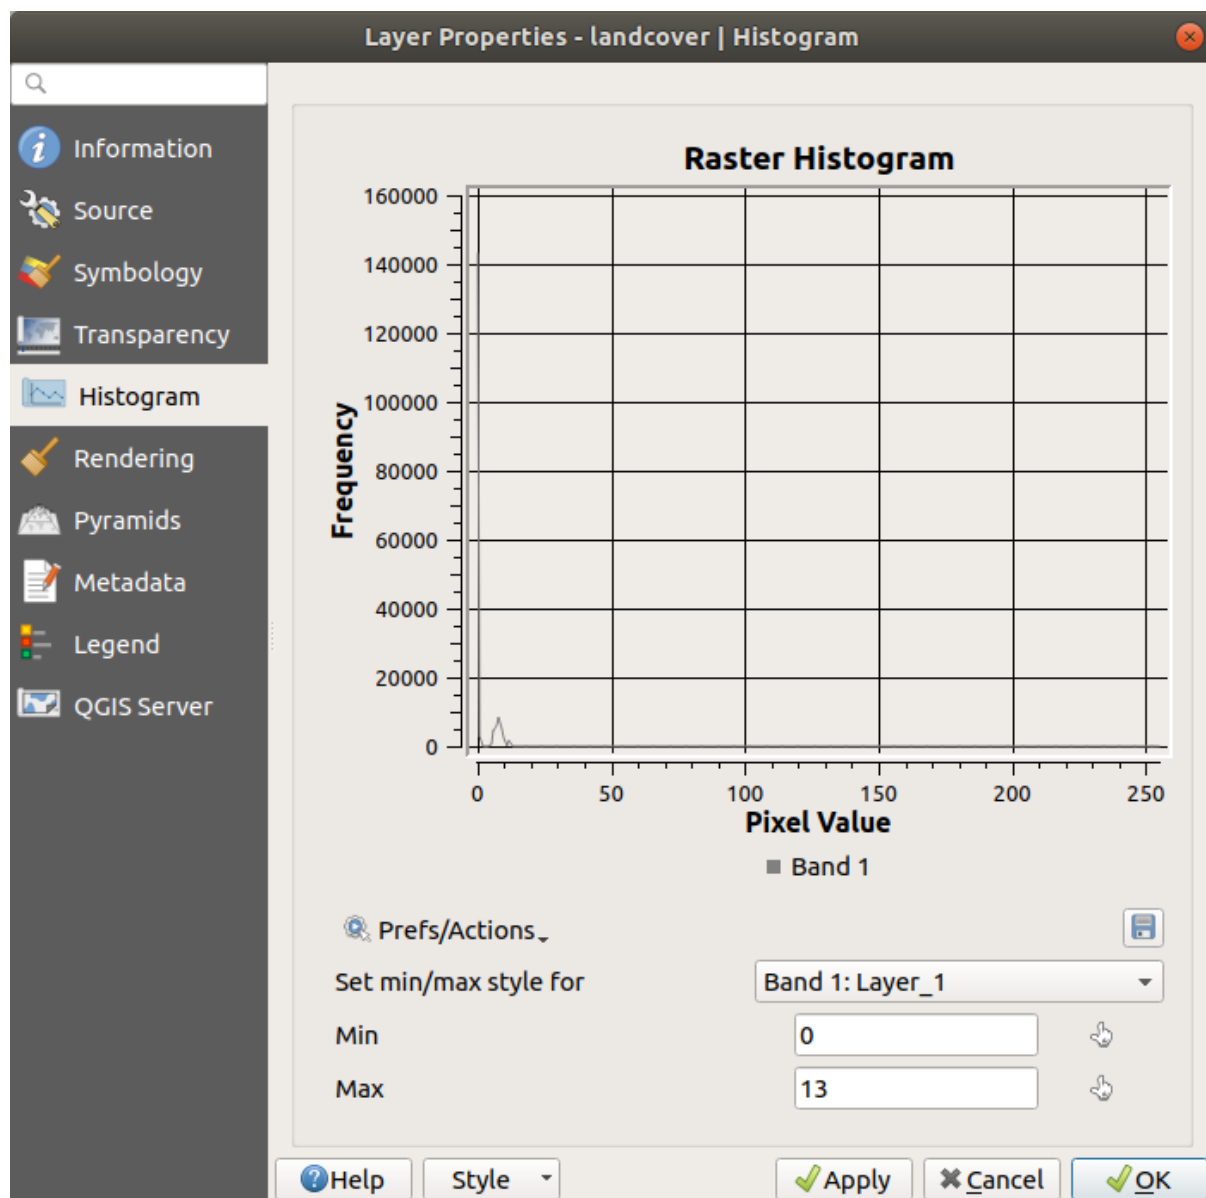 Layer Properties - landcover | Histogram
Information
Source
Symbology
Transparency
Histogram
Rendering
Pyramids
Metadata
Legend
QGIS Server
Raster Histogram
Frequency
160000
140000
120000
100000
80000
60000
40000
20000
0
0 50 100 150 200 250
Pixel Value
Band 1
Prefs/Actions
Set min/max style for Band 1: Layer_1
Min 0
Max 13
Help Style Apply Cancel OK